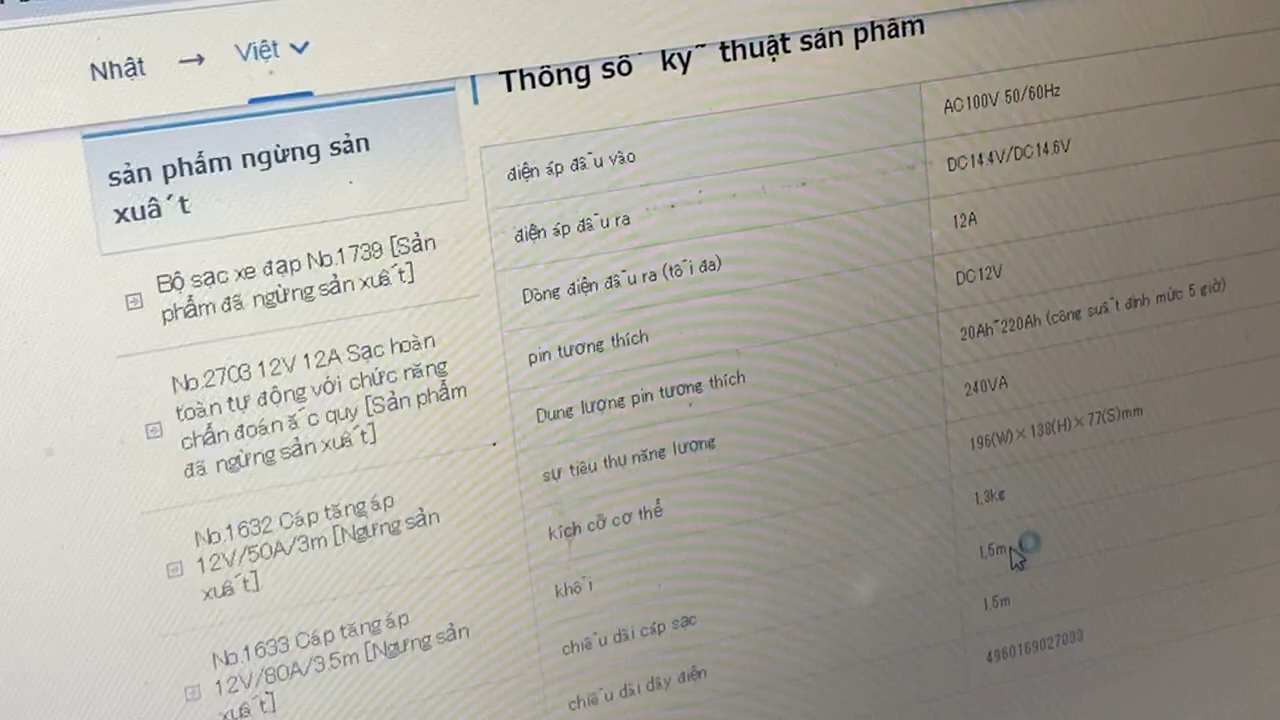 Nhật → Việt
Thông số kỹ thuật sản phẩm
sản phẩm ngừng sản
xuất
Bộ sạc xe đạp No.1739 [Sản
phẩm đã ngừng sản xuất]
No.2703 12V 12A Sạc hoàn
toàn tự động với chức năng
chẩn đoán ắc quy [Sản phẩm
đã ngừng sản xuất]
No.1632 Cáp tăng áp
12V/50A/3m [Ngưng sản
xuất]
No.1633 Cáp tăng áp
12V/80A/3.5m [Ngưng sản
xuất]
điện áp đầu vào AC100V 50/60Hz
điện áp đầu ra DC14.4V/DC14.6V
Dòng điện đầu ra (tối đa) 12A
pin tương thích DC12V
Dung lượng pin tương thích 20Ah~220Ah (công suất định mức 5 giờ)
sự tiêu thụ năng lượng 240VA
kích cỡ cơ thể 196(W)×138(H)×77(S)mm
khối 1,3kg
chiều dài cáp sạc 1,5m
chiều dài dây điện 1.5m